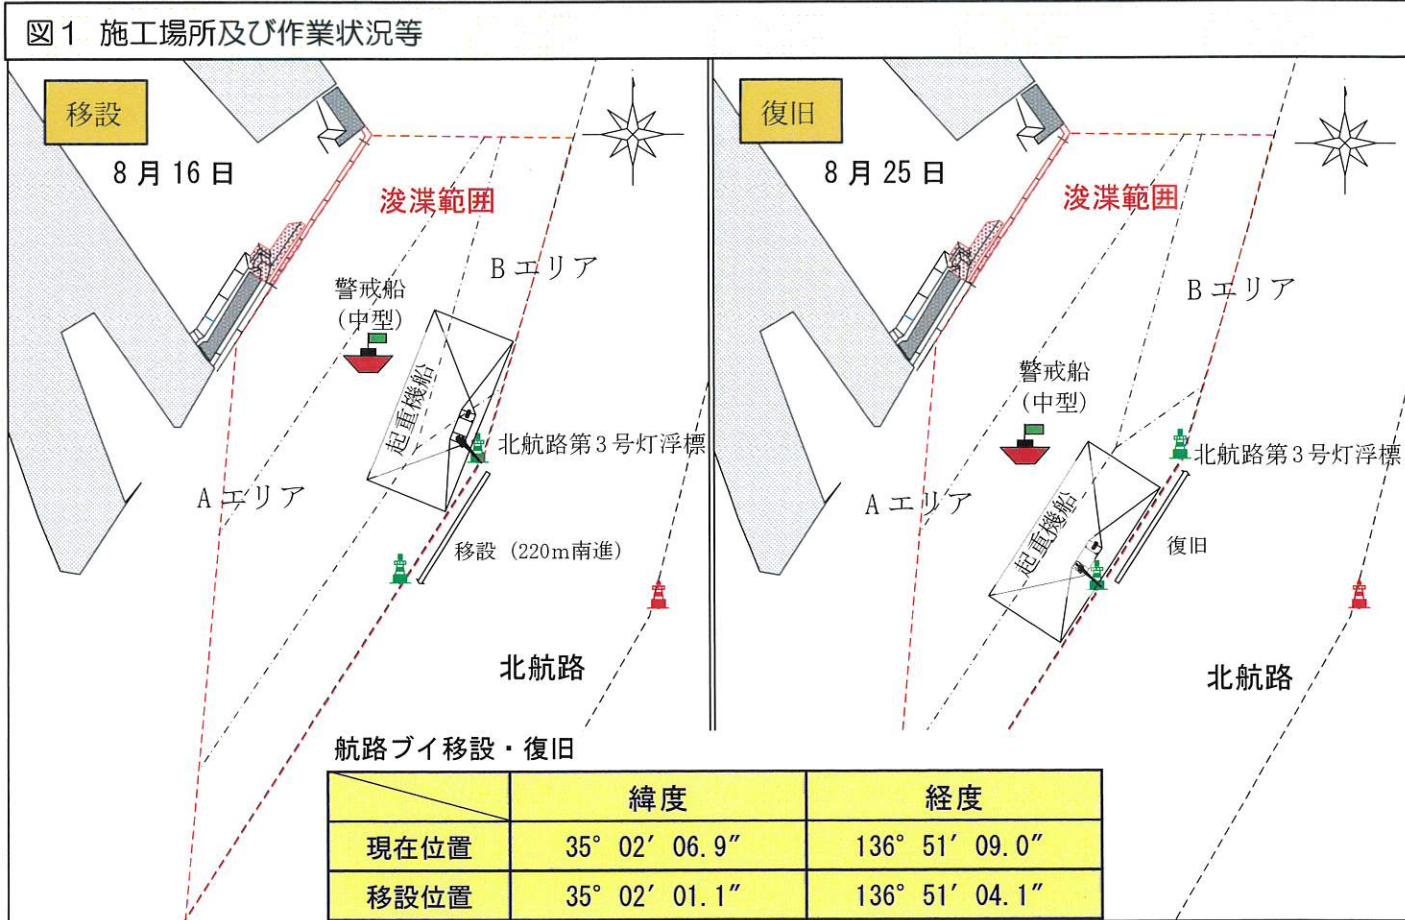 図1 施工場所及び作業状況等
移設
8月16日
浚渫範囲
Bエリア
警戒船
(中型)
起重機船
北航路第3号灯浮標
Aエリア
移設（220m南進）
北航路
復旧
8月25日
浚渫範囲
Bエリア
警戒船
(中型)
北航路第3号灯浮標
Aエリア
起重機船
復旧
北航路
航路ブイ移設・復旧
緯度 経度
現在位置 35° 02′ 06.9″ 136° 51′ 09.0″
移設位置 35° 02′ 01.1″ 136° 51′ 04.1″